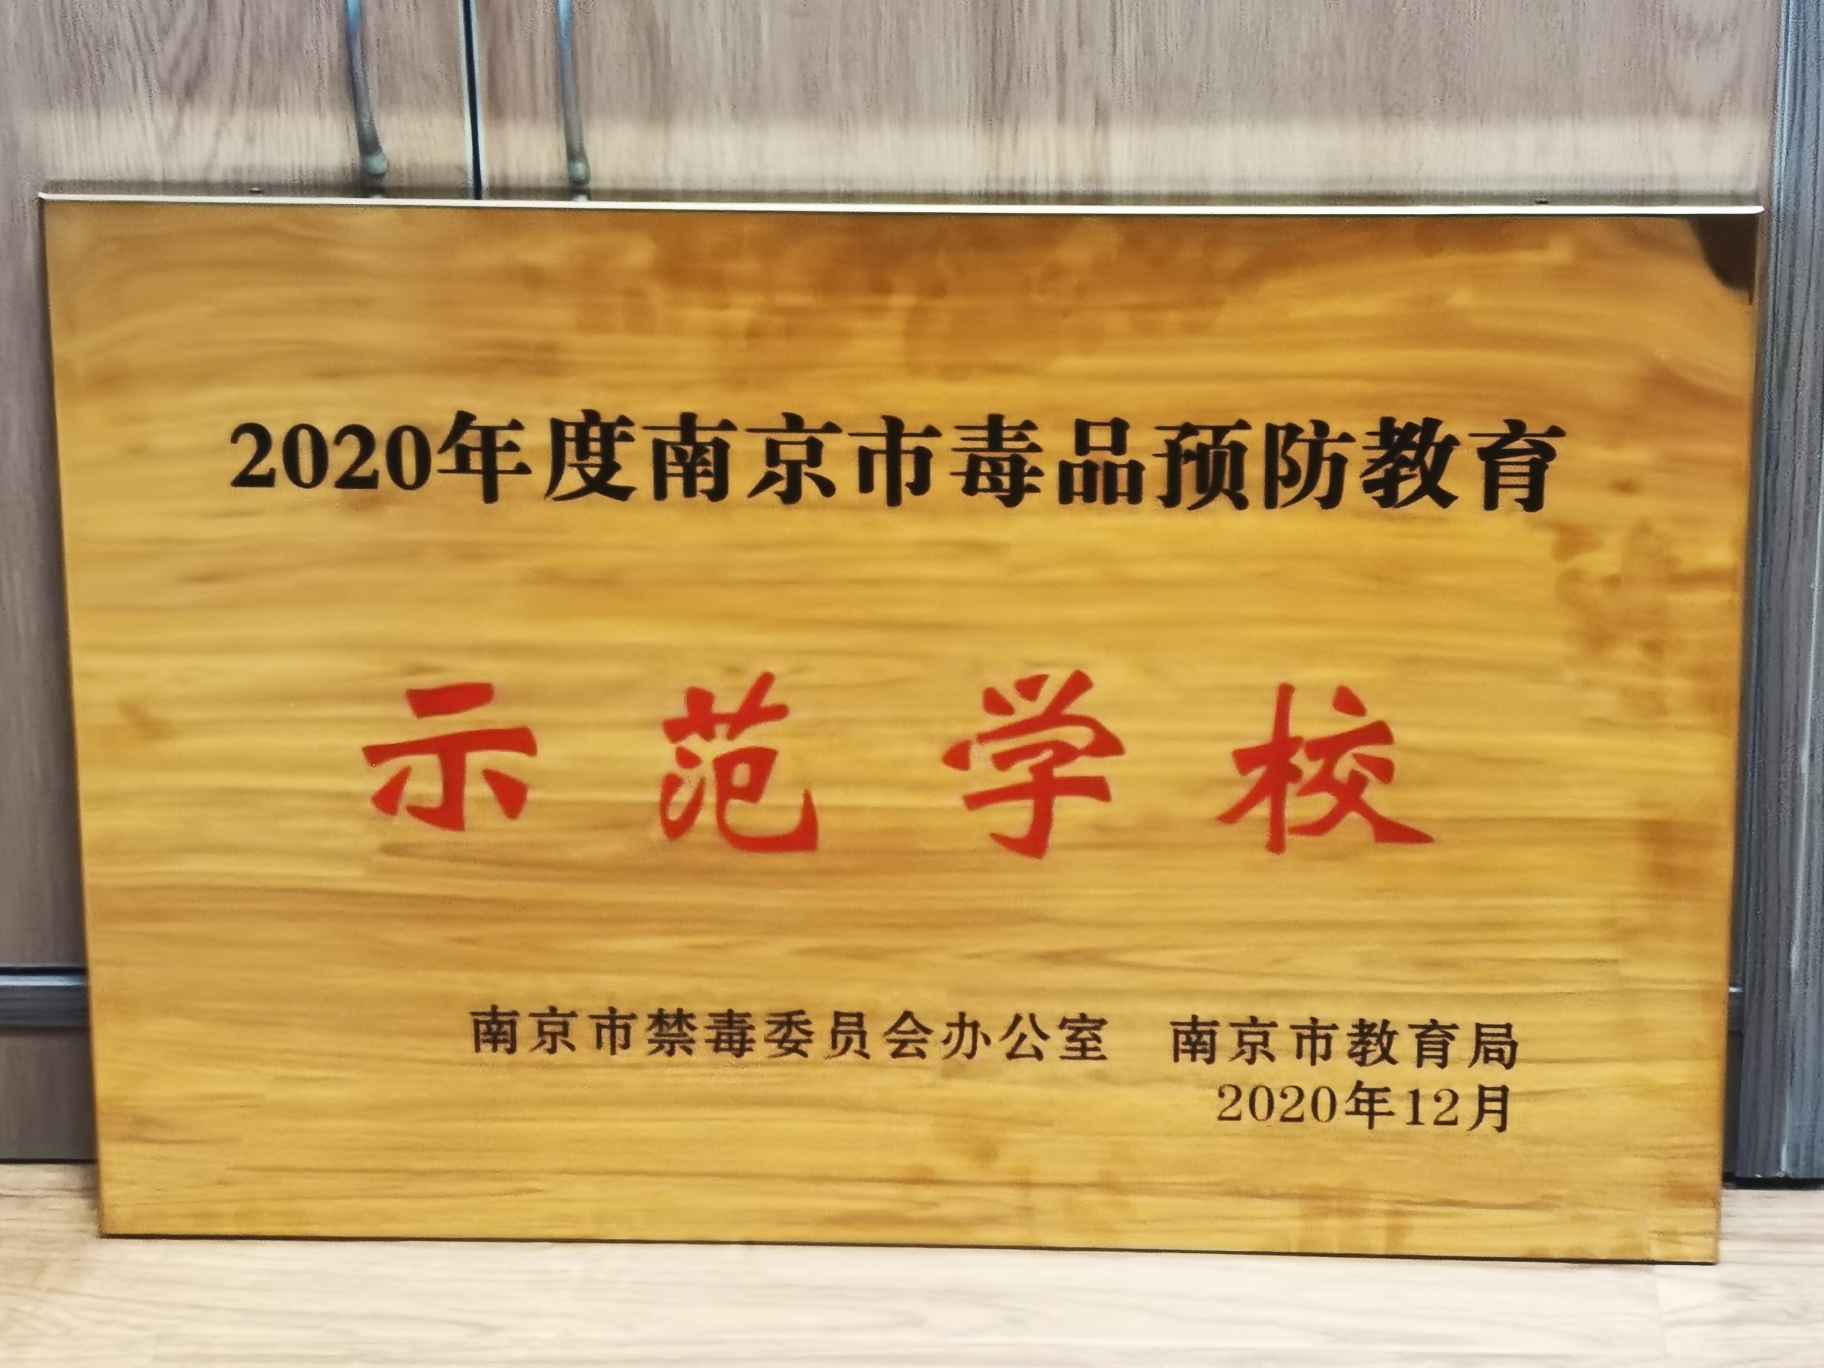 2020年度南京市毒品预防教育
示范学校
南京市禁毒委员会办公室 南京市教育局
2020年12月